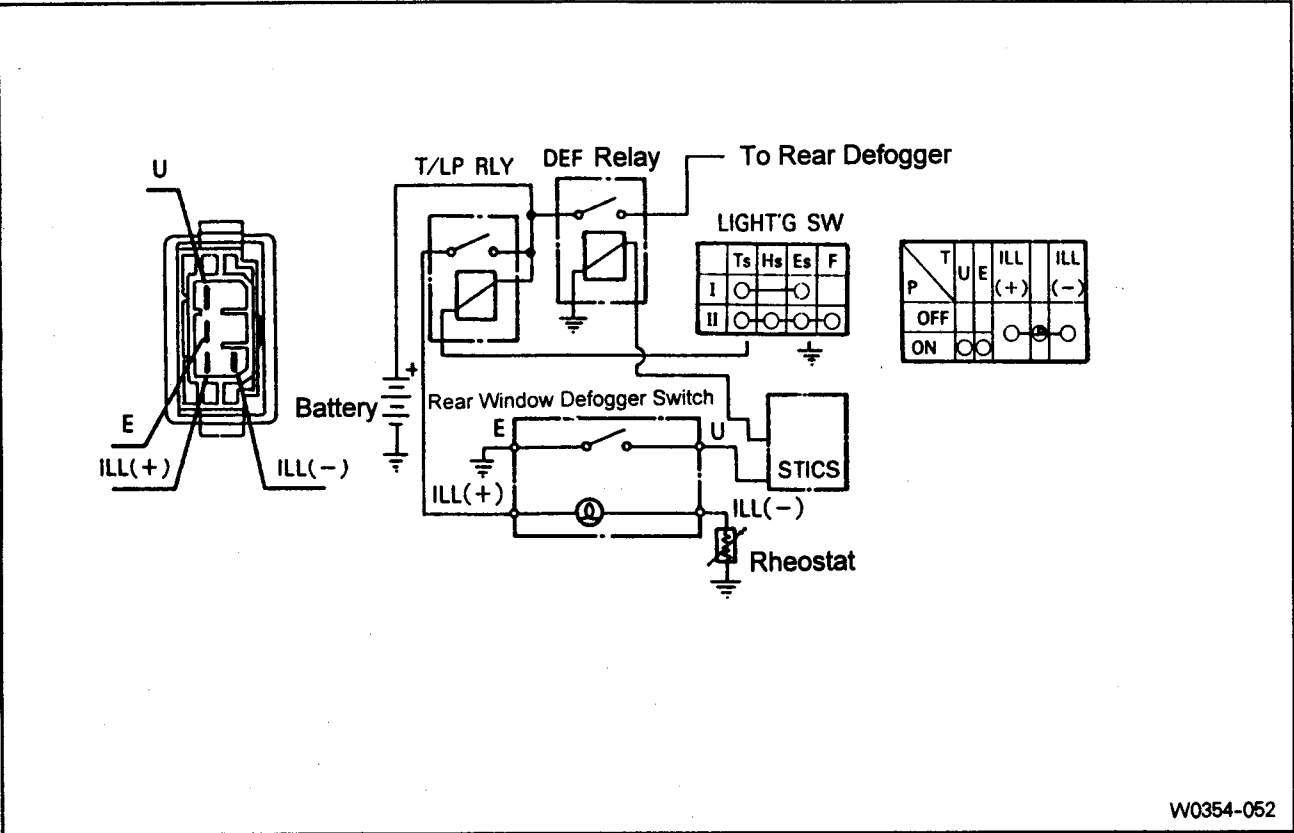 U
E
ILL(+)
ILL(-)
T/LP RLY
DEF Relay
To Rear Defogger
LIGHT'G SW
Ts Hs Es F
I
II
T
P
U E ILL (+) ILL (-)
OFF
ON
+
Battery
Rear Window Defogger Switch
E
U
STICS
ILL(+)
ILL(-)
Rheostat
W0354-052